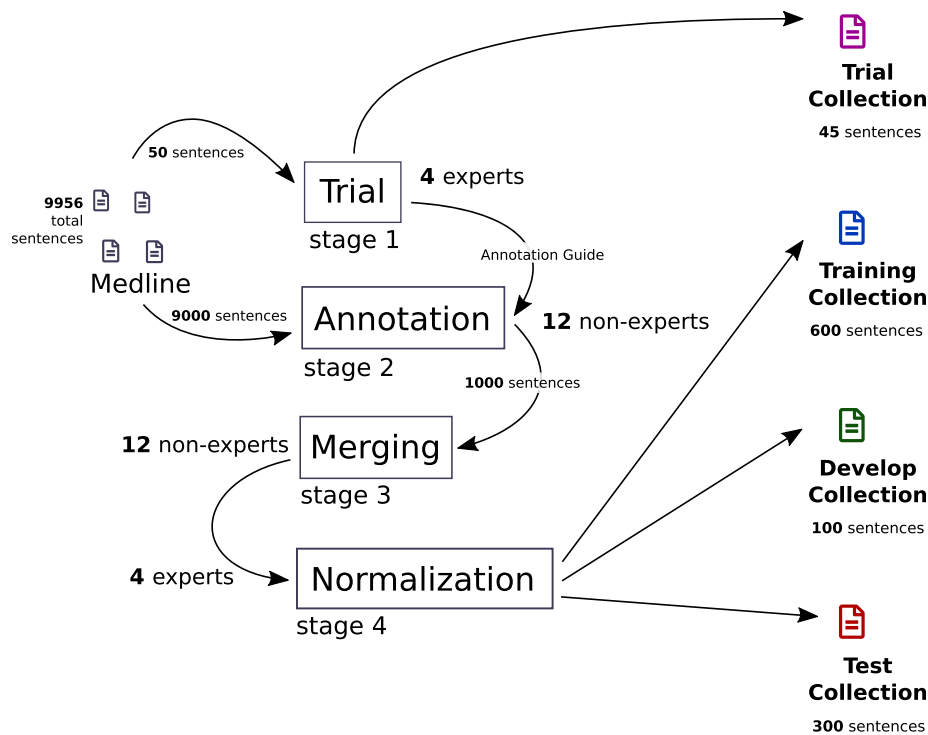 Trial
Collection
45 sentences
50 sentences
Trial
4 experts
stage 1
9956
total
sentences
Medline
Annotation Guide
9000 sentences
Annotation
12 non-experts
stage 2
1000 sentences
12 non-experts
Merging
stage 3
4 experts
Normalization
stage 4
Training
Collection
600 sentences
Develop
Collection
100 sentences
Test
Collection
300 sentences